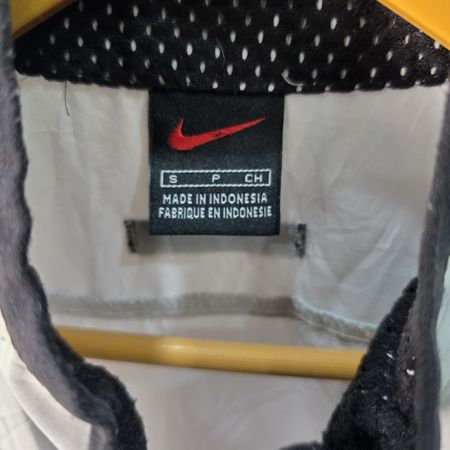 S P CH
MADE IN INDONESIA
FABRIQUE EN INDONESIE